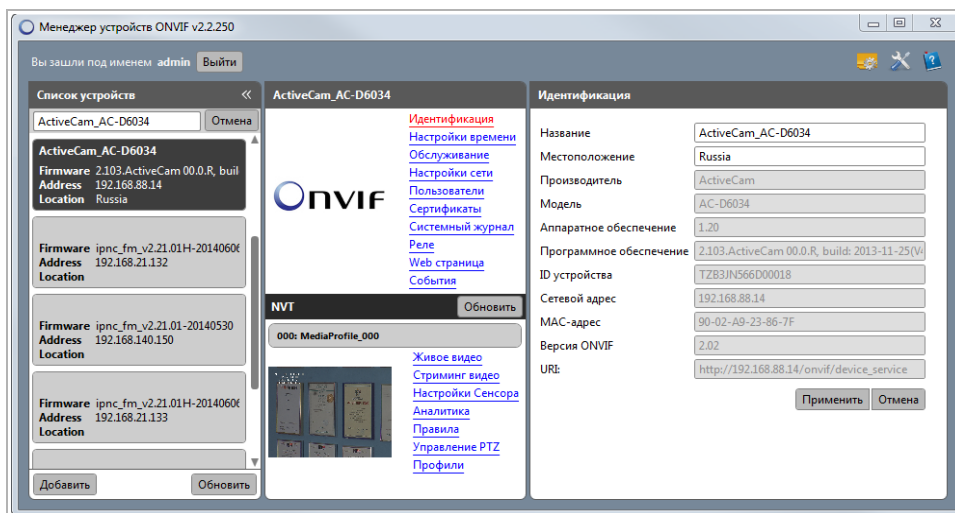 Менеджер устройств ONVIF v2.2.250
Вы зашли под именем admin Выйти
Список устройств
ActiveCam_AC-D6034 Отмена
ActiveCam_AC-D6034
Firmware 2.103.ActiveCam 00.0.R, buil
Address 192.168.88.14
Location Russia
Firmware ipnc_fm_v2.21.01H-20140606
Address 192.168.21.132
Location
Firmware ipnc_fm_v2.21.01-20140530
Address 192.168.140.150
Location
Firmware ipnc_fm_v2.21.01H-20140606
Address 192.168.21.133
Location
Добавить Обновить
ActiveCam_AC-D6034
ONVIF
Идентификация
Настройки времени
Обслуживание
Настройки сети
Пользователи
Сертификаты
Системный журнал
Реле
Web страница
События
NVT Обновить
000: MediaProfile_000
Живое видео
Стриминг видео
Настройки Сенсора
Аналитика
Правила
Управление PTZ
Профили
Идентификация
Название ActiveCam_AC-D6034
Местоположение Russia
Производитель ActiveCam
Модель AC-D6034
Аппаратное обеспечение 1.20
Программное обеспечение 2.103.ActiveCam 00.0.R, build: 2013-11-25(V
ID устройства TZB3JN566D00018
Сетевой адрес 192.168.88.14
MAC-адрес 90-02-A9-23-86-7F
Версия ONVIF 2.02
URI: http://192.168.88.14/onvif/device_service
Применить Отмена